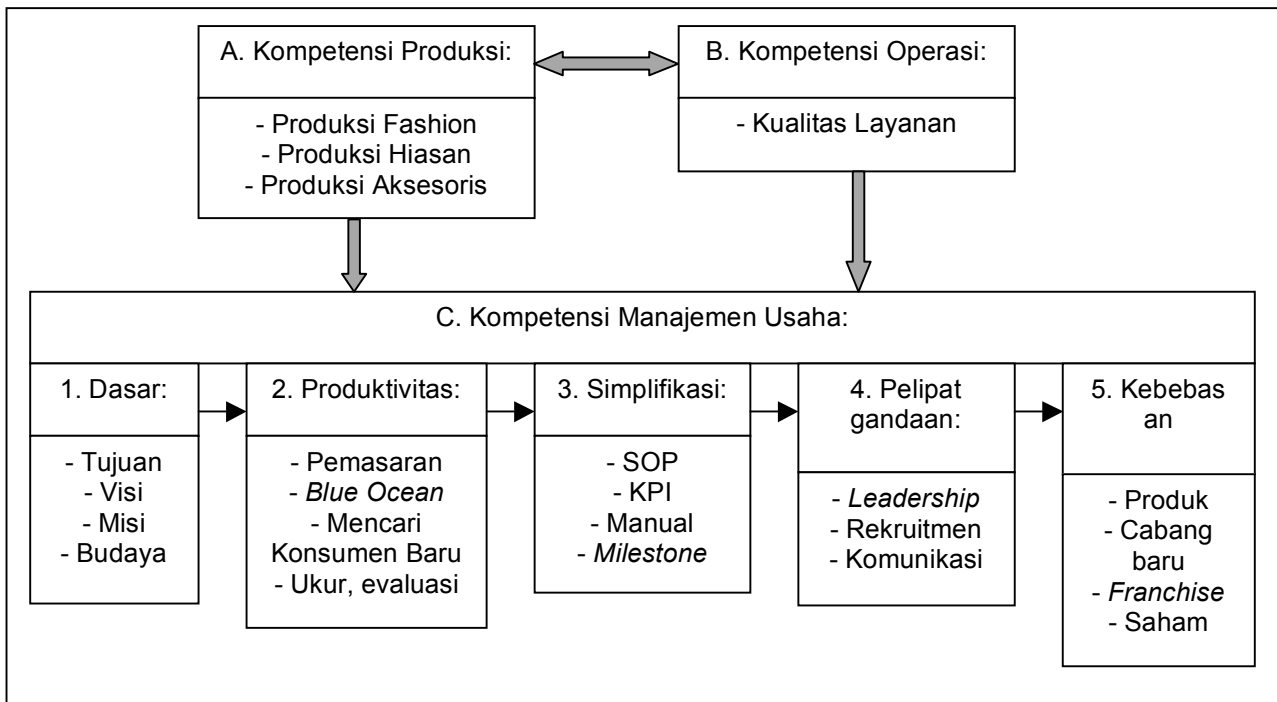 A. Kompetensi Produksi:
- Produksi Fashion
- Produksi Hiasan
- Produksi Aksesoris
B. Kompetensi Operasi:
- Kualitas Layanan
C. Kompetensi Manajemen Usaha:
1. Dasar:
- Tujuan
- Visi
- Misi
- Budaya
2. Produktivitas:
- Pemasaran
- Blue Ocean
- Mencari
Konsumen Baru
- Ukur, evaluasi
3. Simplifikasi:
- SOP
- KPI
- Manual
- Milestone
4. Pelipat
gandaan:
- Leadership
- Rekruitmen
- Komunikasi
5. Kebebas
an
- Produk
- Cabang
baru
- Franchise
- Saham